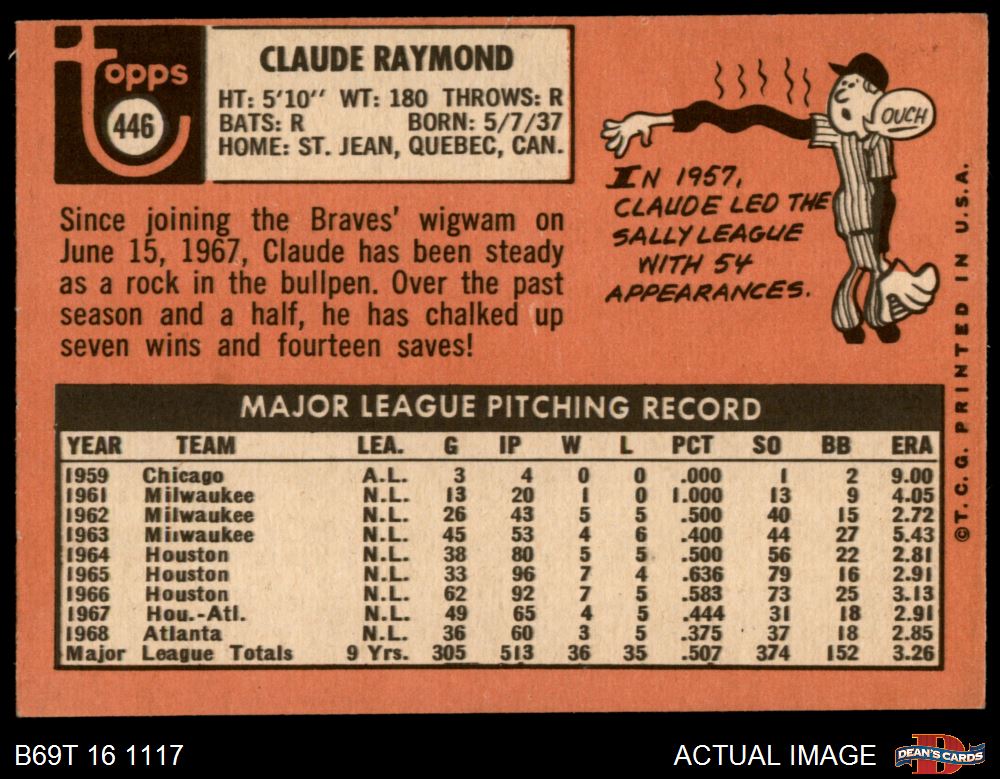 Topps
446
CLAUDE RAYMOND
HT: 5'10" WT: 180 THROWS: R
BATS: R BORN: 5/7/37
HOME: ST. JEAN, QUEBEC, CAN.
OUCH
IN 1957,
CLAUDE LED THE
SALLY LEAGUE
WITH 54
APPEARANCES.
Since joining the Braves' wigwam on
June 15, 1967, Claude has been steady
as a rock in the bullpen. Over the past
season and a half, he has chalked up
seven wins and fourteen saves!
MAJOR LEAGUE PITCHING RECORD
YEAR TEAM LEA. G IP W L PCT SO BB ERA
1959 Chicago A.L. 3 4 0 0 .000 1 2 9.00
1961 Milwaukee N.L. 13 20 1 0 1.000 13 9 4.05
1962 Milwaukee N.L. 26 43 5 5 .500 40 15 2.72
1963 Milwaukee N.L. 45 53 4 6 .400 44 27 5.43
1964 Houston N.L. 38 80 5 5 .500 56 22 2.81
1965 Houston N.L. 33 96 7 4 .636 79 16 2.91
1966 Houston N.L. 62 92 7 5 .583 73 25 3.13
1967 Hou.-Atl. N.L. 49 65 4 5 .444 31 18 2.91
1968 Atlanta N.L. 36 60 3 5 .375 37 18 2.85
Major League Totals 9 Yrs. 305 513 36 35 .507 374 152 3.26
©T.C.G. PRINTED IN U.S.A.
B69T 16 1117
ACTUAL IMAGE
DEAN'S CARDS